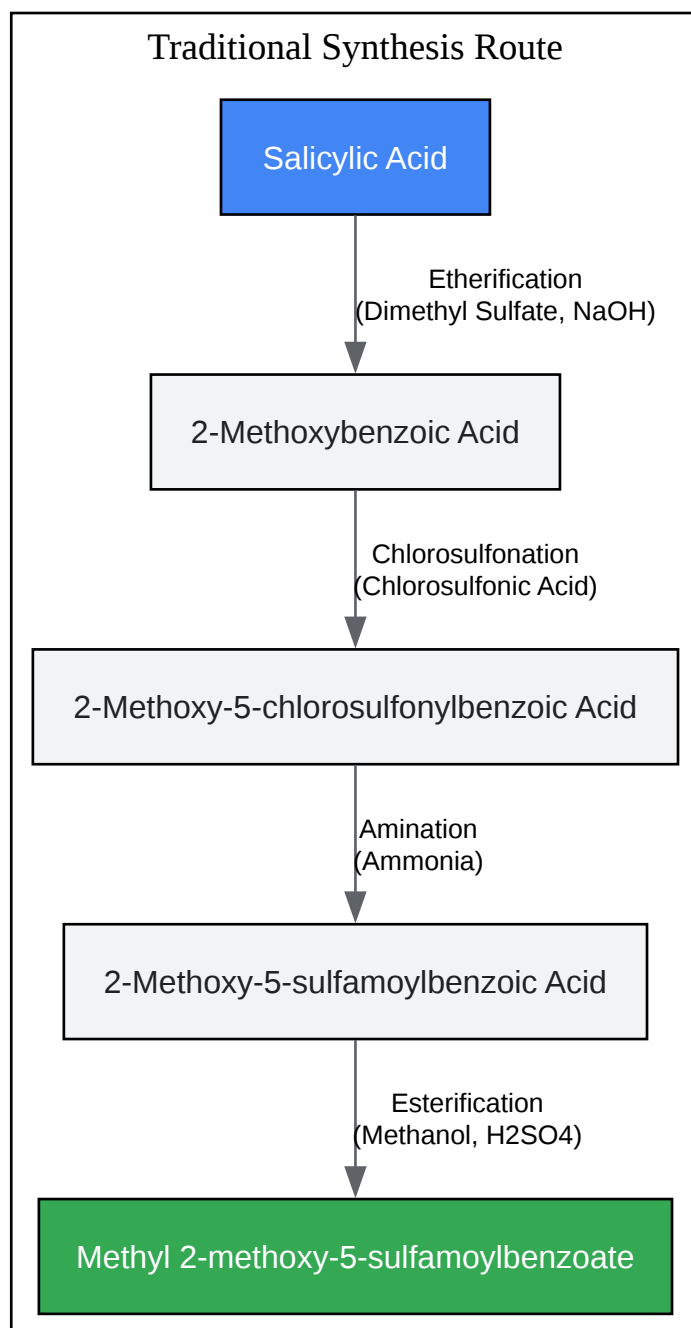 Traditional Synthesis Route
Salicylic Acid
Etherification
(Dimethyl Sulfate, NaOH)
2-Methoxybenzoic Acid
Chlorosulfonation
(Chlorosulfonic Acid)
2-Methoxy-5-chlorosulfonylbenzoic Acid
Amination
(Ammonia)
2-Methoxy-5-sulfamoylbenzoic Acid
Esterification
(Methanol, H2SO4)
Methyl 2-methoxy-5-sulfamoylbenzoate